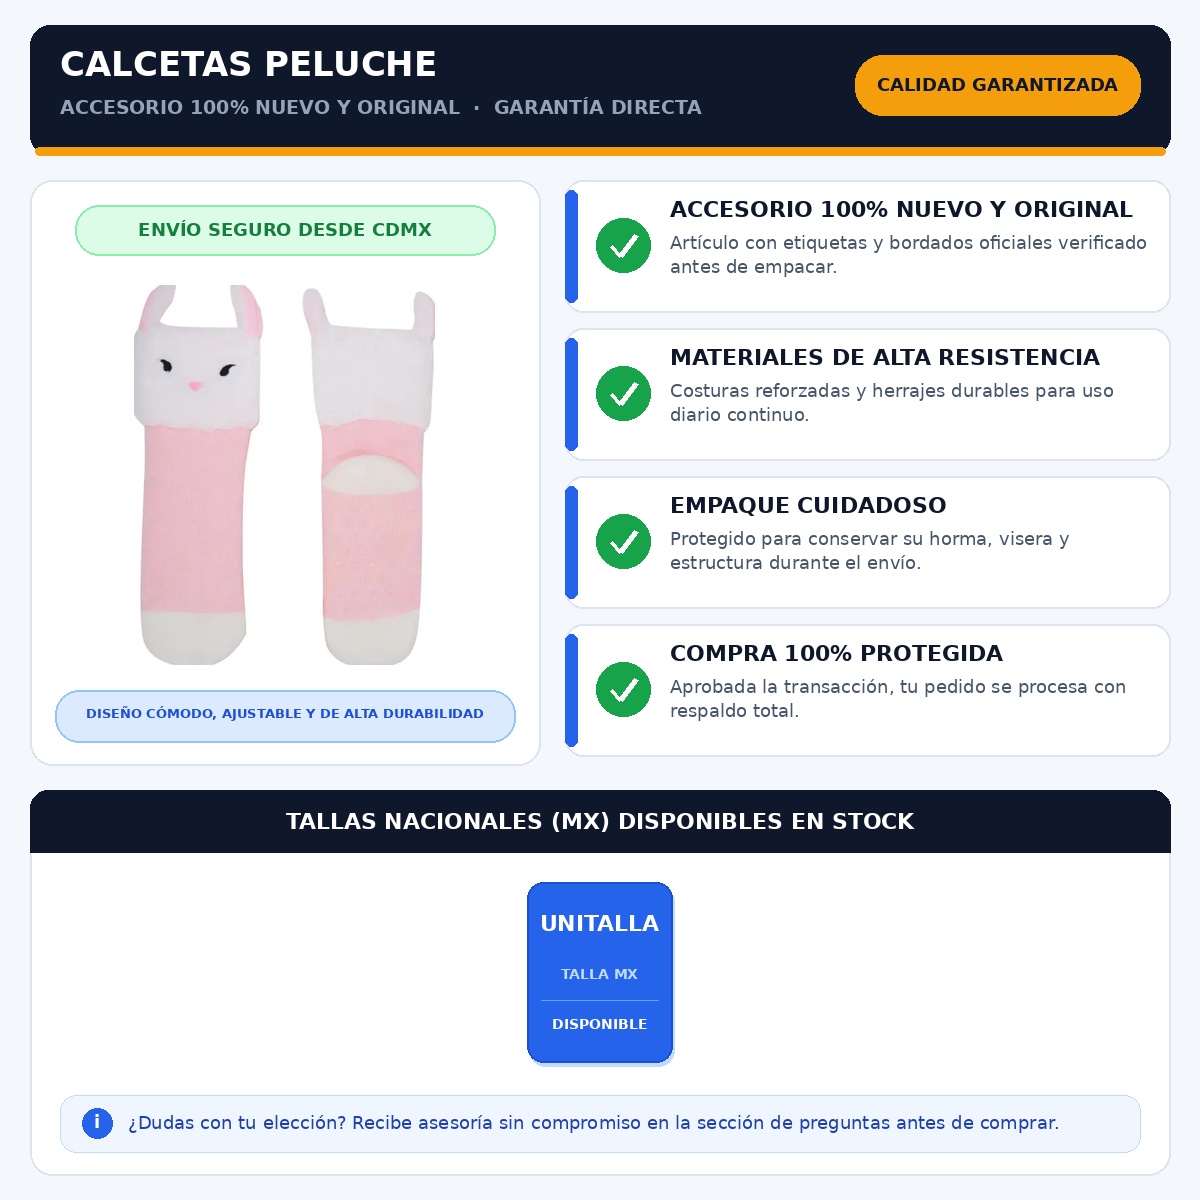 CALCETAS PELUCHE
ACCESORIO 100% NUEVO Y ORIGINAL · GARANTÍA DIRECTA
CALIDAD GARANTIZADA
ENVÍO SEGURO DESDE CDMX
DISEÑO CÓMODO, AJUSTABLE Y DE ALTA DURABILIDAD
ACCESORIO 100% NUEVO Y ORIGINAL
Artículo con etiquetas y bordados oficiales verificado
antes de empacar.
MATERIALES DE ALTA RESISTENCIA
Costuras reforzadas y herrajes durables para uso
diario continuo.
EMPAQUE CUIDADOSO
Protegido para conservar su horma, visera y
estructura durante el envío.
COMPRA 100% PROTEGIDA
Aprobada la transacción, tu pedido se procesa con
respaldo total.
TALLAS NACIONALES (MX) DISPONIBLES EN STOCK
UNITALLA
TALLA MX
DISPONIBLE
i ¿Dudas con tu elección? Recibe asesoría sin compromiso en la sección de preguntas antes de comprar.